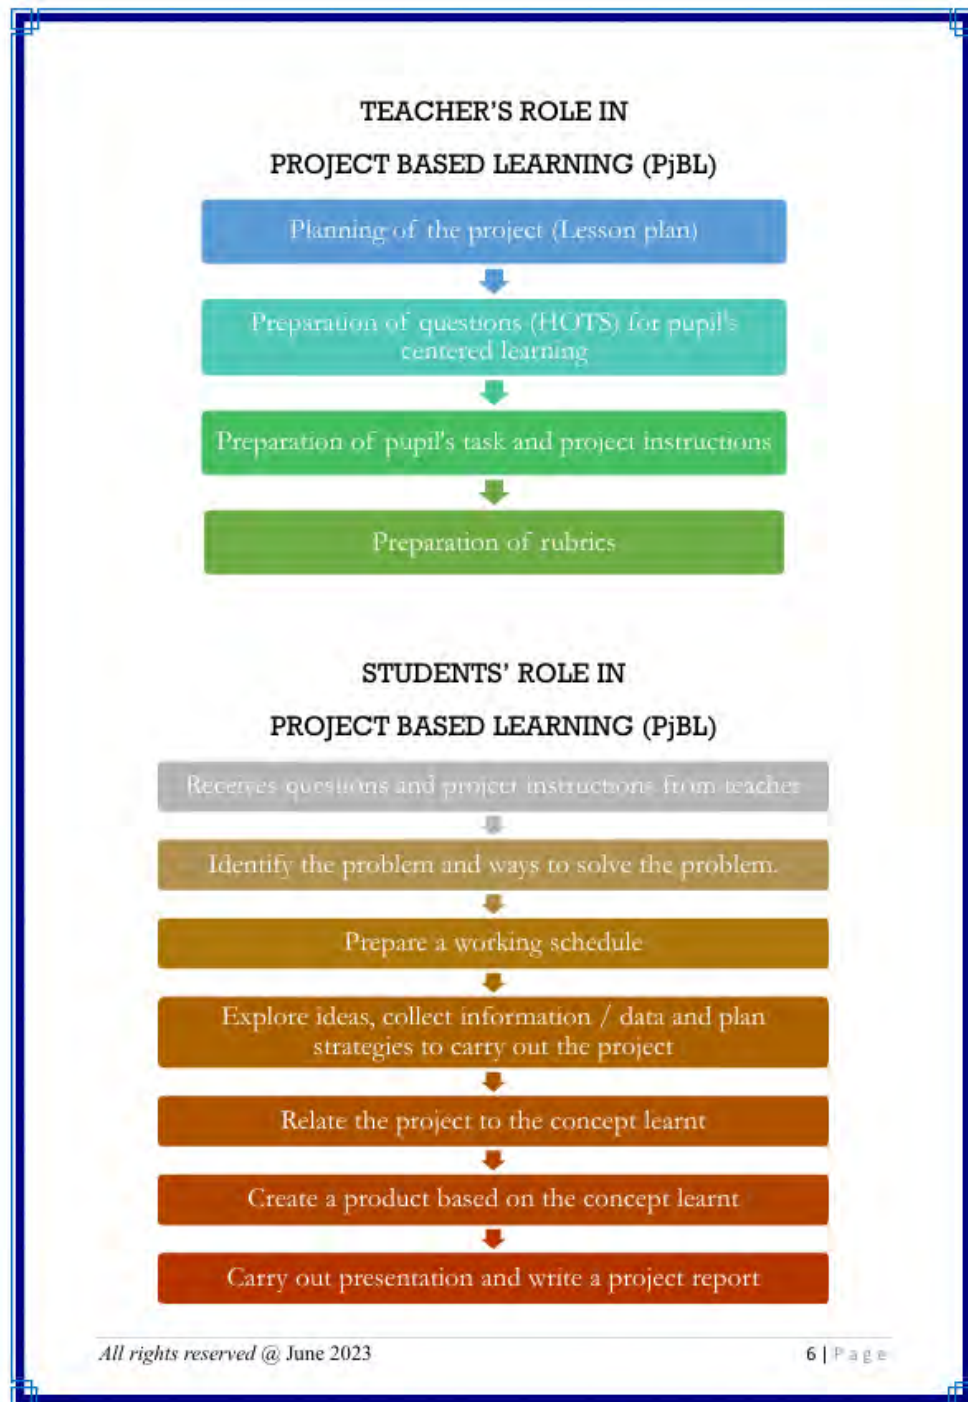 TEACHER'S ROLE IN
PROJECT BASED LEARNING (PjBL)
Planning of the project (Lesson plan)
Preparation of questions (HOTS) for pupil's
centered learning
Preparation of pupil's task and project instructions
Preparation of rubrics
STUDENTS' ROLE IN
PROJECT BASED LEARNING (PjBL)
Receives questions and project instructions from teacher
Identify the problem and ways to solve the problem.
Prepare a working schedule
Explore ideas, collect information / data and plan
strategies to carry out the project
Relate the project to the concept learnt
Create a product based on the concept learnt
Carry out presentation and write a project report
All rights reserved @ June 2023
6 | Page